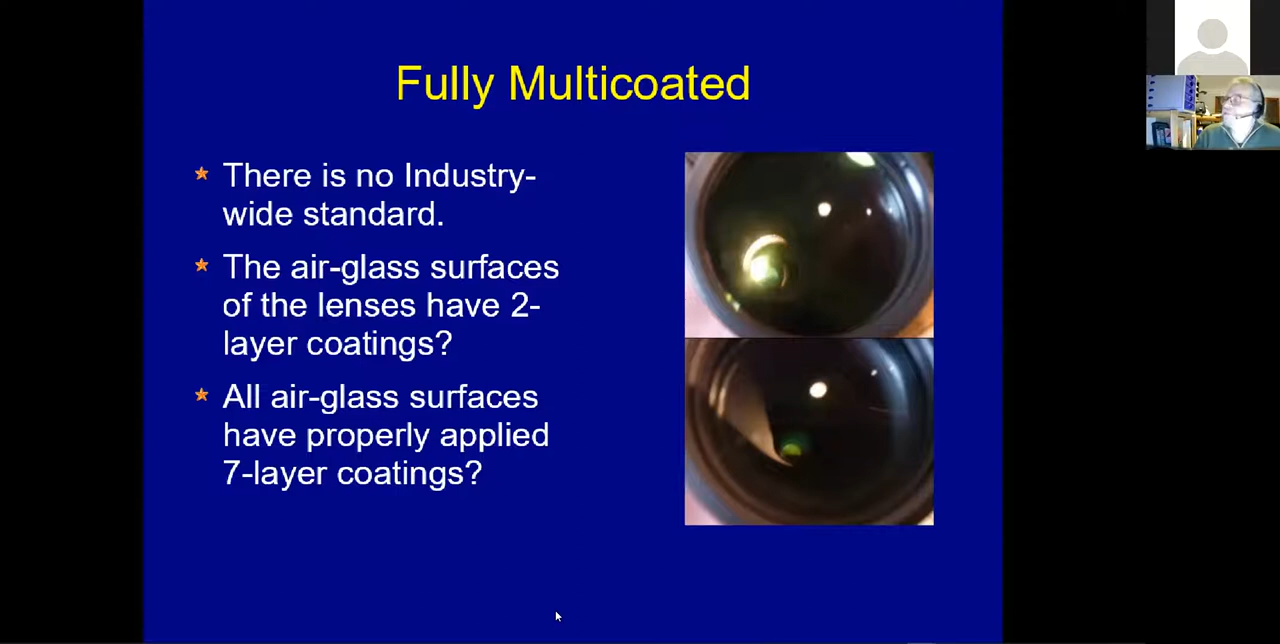 Fully Multicoated
There is no Industry-
wide standard.
The air-glass surfaces
of the lenses have 2-
layer coatings?
All air-glass surfaces
have properly applied
7-layer coatings?